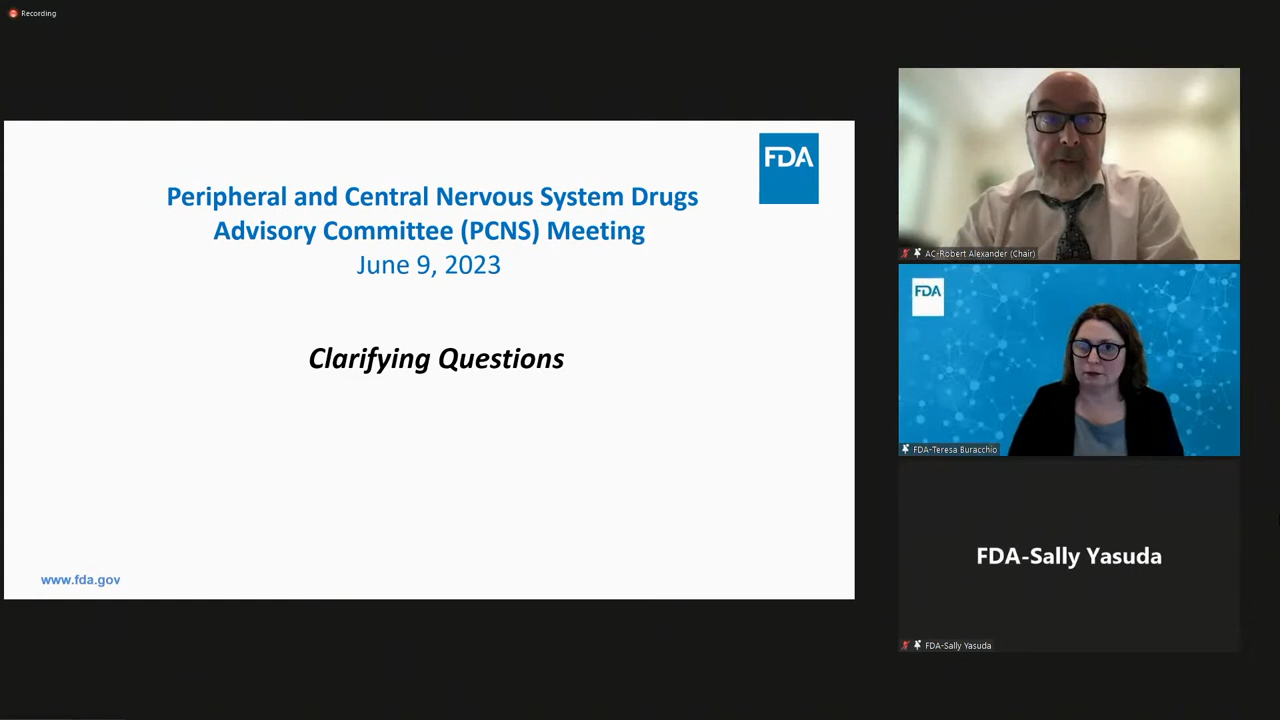 Recording
FDA
Peripheral and Central Nervous System Drugs
Advisory Committee (PCNS) Meeting
June 9, 2023
Clarifying Questions
www.fda.gov
AC-Robert Alexander (Chair)
FDA
FDA-Teresa Buracchio
FDA-Sally Yasuda
FDA-Sally Yasuda